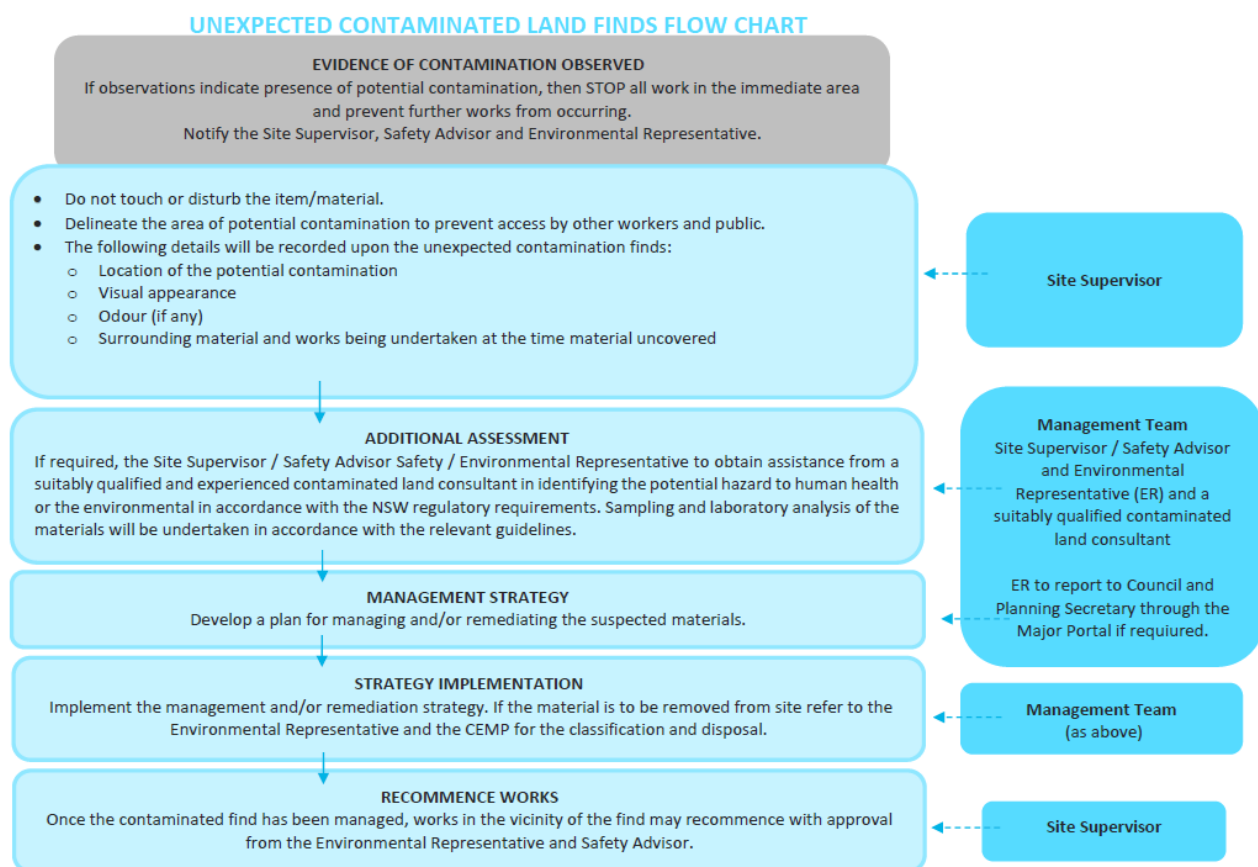 UNEXPECTED CONTAMINATED LAND FINDS FLOW CHART
EVIDENCE OF CONTAMINATION OBSERVED
If observations indicate presence of potential contamination, then STOP all work in the immediate area
and prevent further works from occurring.
Notify the Site Supervisor, Safety Advisor and Environmental Representative.
• Do not touch or disturb the item/material.
• Delineate the area of potential contamination to prevent access by other workers and public.
• The following details will be recorded upon the unexpected contamination finds:
o Location of the potential contamination
o Visual appearance
o Odour (if any)
o Surrounding material and works being undertaken at the time material uncovered
Site Supervisor
ADDITIONAL ASSESSMENT
If required, the Site Supervisor / Safety Advisor Safety / Environmental Representative to obtain assistance from a
suitably qualified and experienced contaminated land consultant in identifying the potential hazard to human health
or the environmental in accordance with the NSW regulatory requirements. Sampling and laboratory analysis of the
materials will be undertaken in accordance with the relevant guidelines.
Management Team
Site Supervisor / Safety Advisor
and Environmental
Representative (ER) and a
suitably qualified contaminated
land consultant
ER to report to Council and
Planning Secretary through the
Major Portal if requiured.
MANAGEMENT STRATEGY
Develop a plan for managing and/or remediating the suspected materials.
STRATEGY IMPLEMENTATION
Implement the management and/or remediation strategy. If the material is to be removed from site refer to the
Environmental Representative and the CEMP for the classification and disposal.
Management Team
(as above)
RECOMMENCE WORKS
Once the contaminated find has been managed, works in the vicinity of the find may recommence with approval
from the Environmental Representative and Safety Advisor.
Site Supervisor